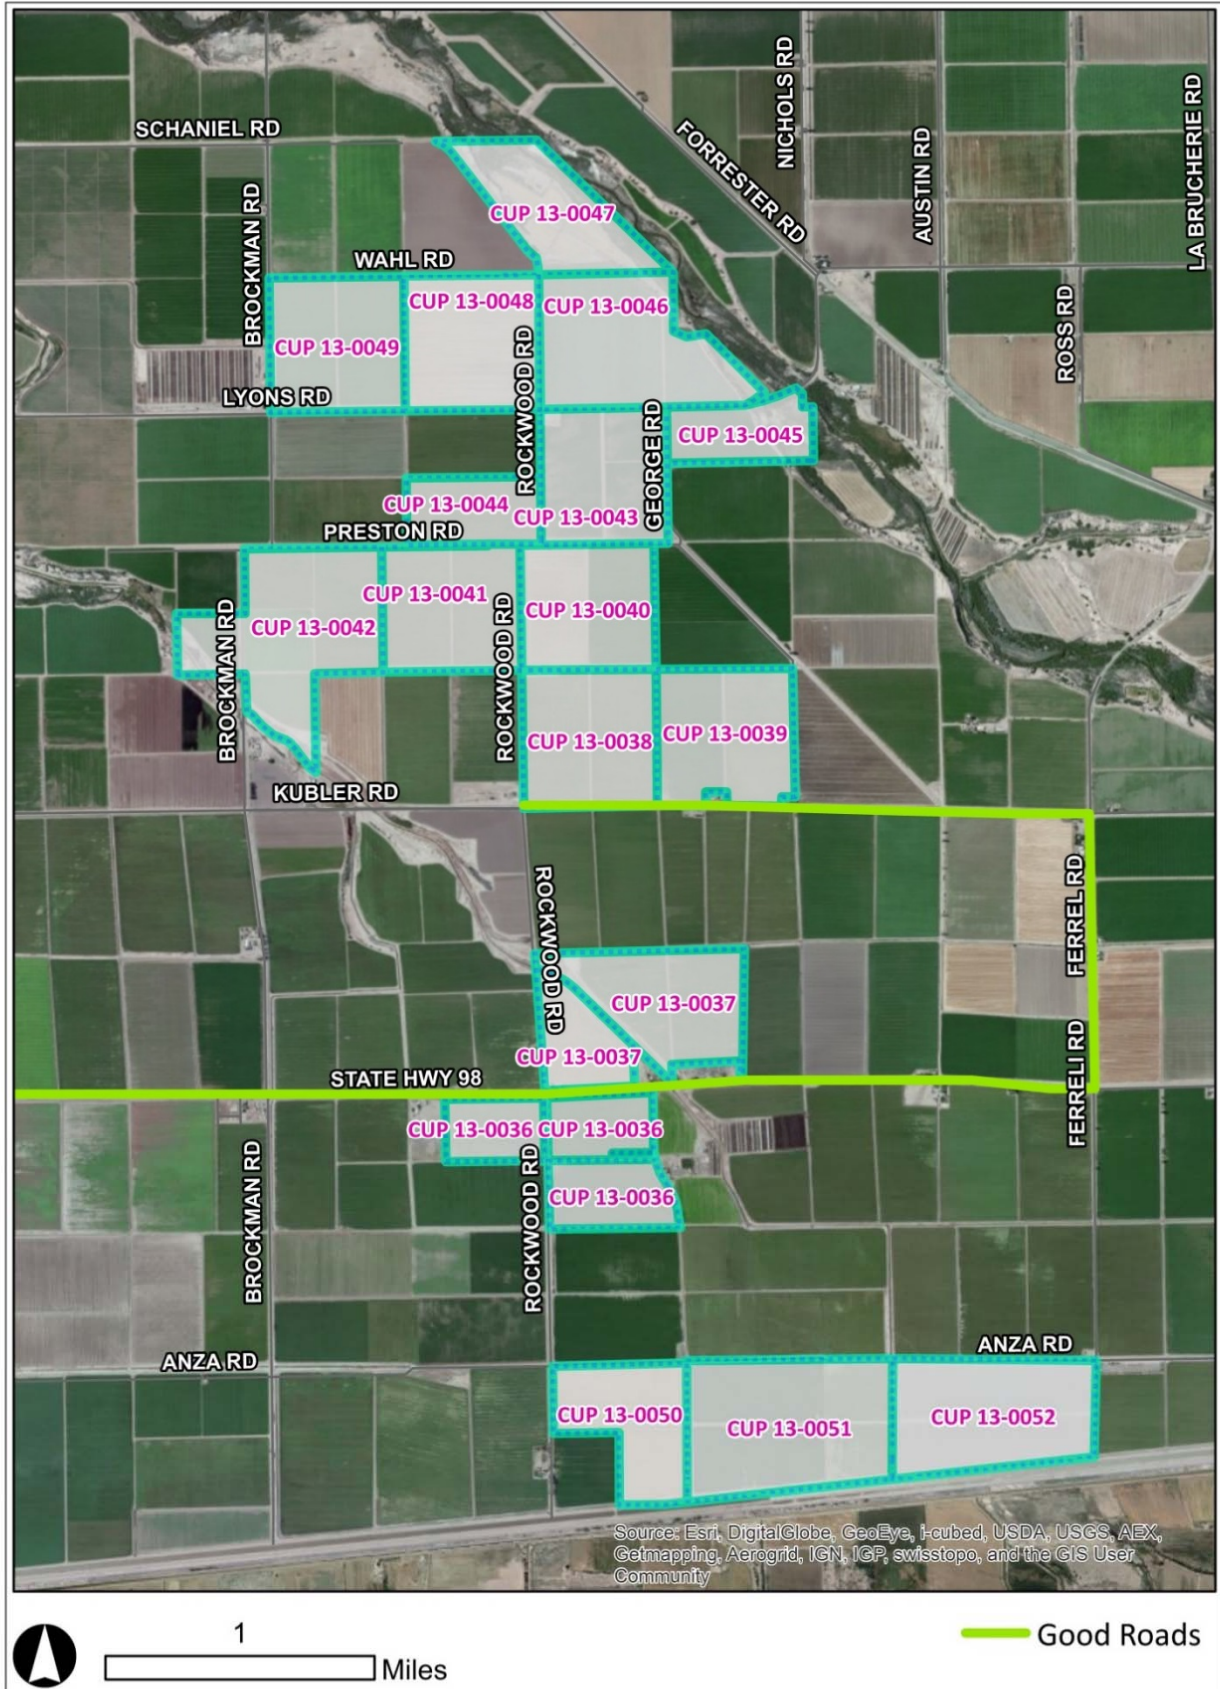 NICHOLS RD
LA BRUCHERIE RD
SCHANIEL RD
FORRESTER RD
AUSTIN RD
BROCKMAN RD
CUP 13-0047
WAHL RD
CUP 13-0048
CUP 13-0046
ROSS RD
CUP 13-0049
ROCKWOOD RD
LYONS RD
GEORGE RD
CUP 13-0045
CUP 13-0044
CUP 13-0043
PRESTON RD
CUP 13-0041
CUP 13-0040
BROCKMAN RD
CUP 13-0042
ROCKWOOD RD
CUP 13-0038
CUP 13-0039
KUBLER RD
ROCKWOOD RD
FERREL RD
CUP 13-0037
CUP 13-0037
FERRELI RD
STATE HWY 98
CUP 13-0036
CUP 13-0036
BROCKMAN RD
ROCKWOOD RD
CUP 13-0036
ANZA RD
ANZA RD
CUP 13-0050
CUP 13-0051
CUP 13-0052
Source: Esri, DigitalGlobe, GeoEye, i-cubed, USDA, USGS, AEX,
Getmapping, Aerogrid, IGN, IGP, swisstopo, and the GIS User
Community
1
Miles
Good Roads